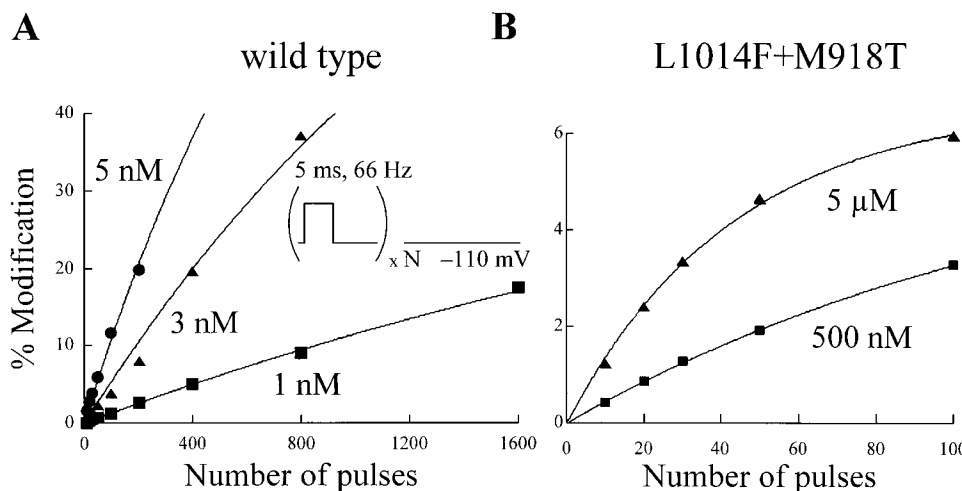 A
wild type
% Modification
40
30
20
10
0
5 nM
3 nM
1 nM
(5 ms, 66 Hz)
x N –110 mV
0 400 800 1200 1600
Number of pulses
B
L1014F+M918T
6
4
2
0
5 µM
500 nM
0 20 40 60 80 100
Number of pulses